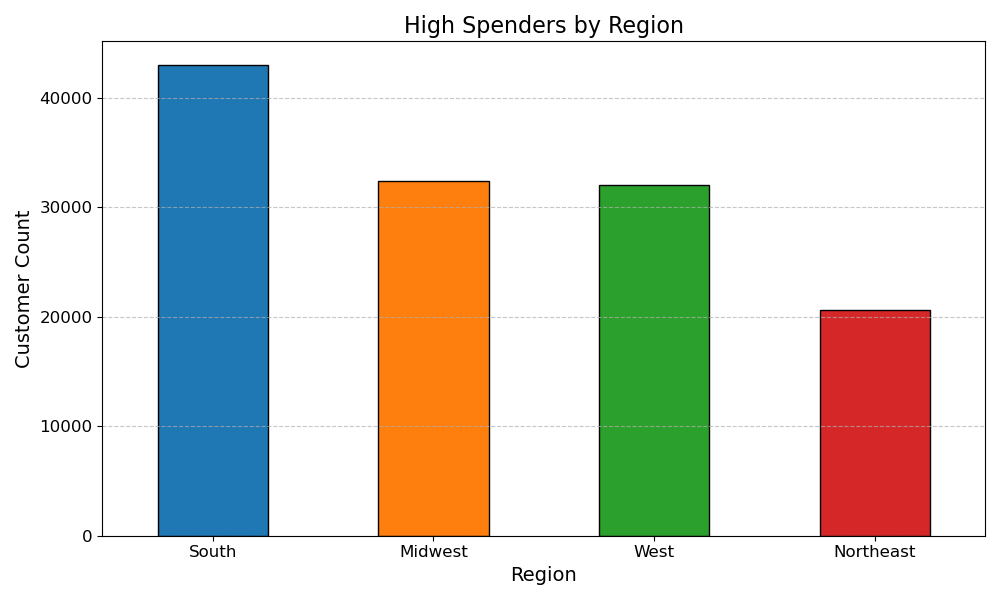 High Spenders by Region
Customer Count
40000
30000
20000
10000
0
South
Midwest
West
Northeast
Region